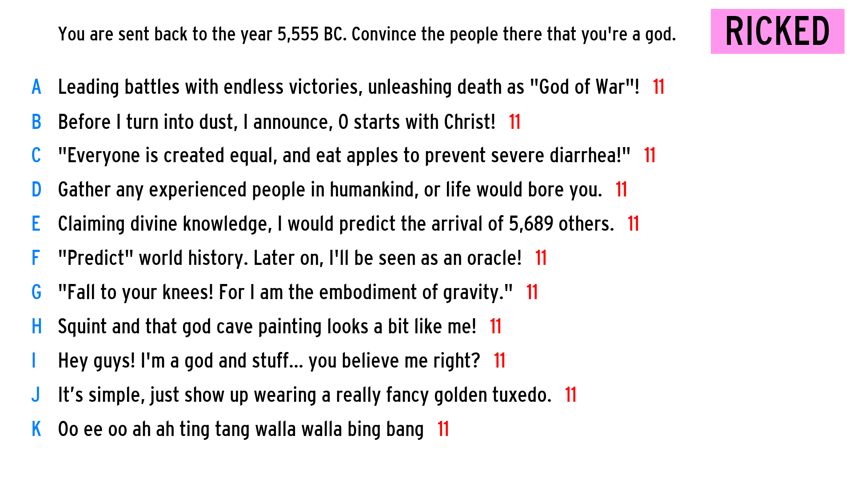 You are sent back to the year 5,555 BC. Convince the people there that you're a god.
RICKED
A Leading battles with endless victories, unleashing death as "God of War"! 11
B Before I turn into dust, I announce, 0 starts with Christ! 11
C "Everyone is created equal, and eat apples to prevent severe diarrhea!" 11
D Gather any experienced people in humankind, or life would bore you. 11
E Claiming divine knowledge, I would predict the arrival of 5,689 others. 11
F "Predict" world history. Later on, I'll be seen as an oracle! 11
G "Fall to your knees! For I am the embodiment of gravity." 11
H Squint and that god cave painting looks a bit like me! 11
I Hey guys! I'm a god and stuff... you believe me right? 11
J It’s simple, just show up wearing a really fancy golden tuxedo. 11
K Oo ee oo ah ah ting tang walla walla bing bang 11